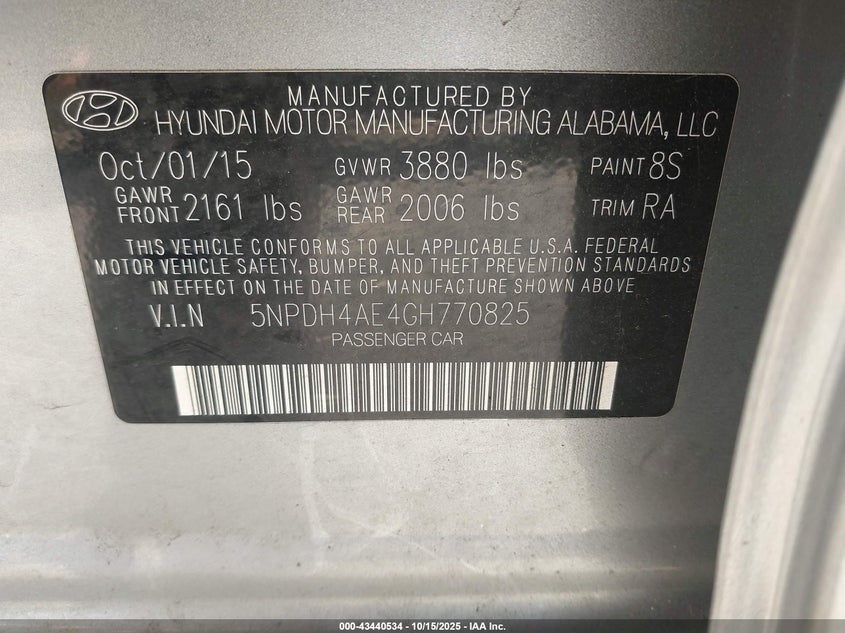 MANUFACTURED BY
HYUNDAI MOTOR MANUFACTURING ALABAMA, LLC
Oct/01/15 GVWR 3880 lbs PAINT 8S
GAWR FRONT 2161 lbs GAWR REAR 2006 lbs TRIM RA
THIS VEHICLE CONFORMS TO ALL APPLICABLE U.S.A. FEDERAL
MOTOR VEHICLE SAFETY, BUMPER, AND THEFT PREVENTION STANDARDS
IN EFFECT ON THE DATE OF MANUFACTURE SHOWN ABOVE
V.I.N 5NPDH4AE4GH770825
PASSENGER CAR
000-43440534 - 10/15/2025 - IAA Inc.